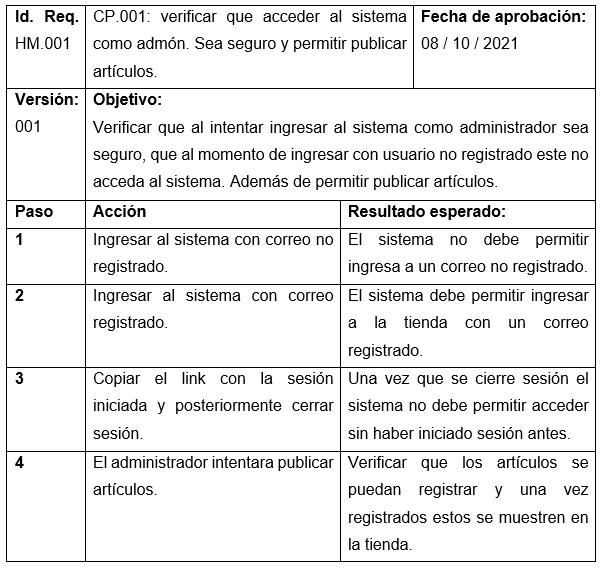 Id. Req.
HM.001
CP.001: verificar que acceder al sistema
como admón. Sea seguro y permitir publicar
artículos.
Fecha de aprobación:
08 / 10 / 2021
Versión:
001
Objetivo:
Verificar que al intentar ingresar al sistema como administrador sea
seguro, que al momento de ingresar con usuario no registrado este no
acceda al sistema. Además de permitir publicar artículos.
Paso
Acción
Resultado esperado:
1
Ingresar al sistema con correo no
registrado.
El sistema no debe permitir
ingresa a un correo no registrado.
2
Ingresar al sistema con correo
registrado.
El sistema debe permitir ingresar
a la tienda con un correo
registrado.
3
Copiar el link con la sesión
iniciada y posteriormente cerrar
sesión.
Una vez que se cierre sesión el
sistema no debe permitir acceder
sin haber iniciado sesión antes.
4
El administrador intentara publicar
artículos.
Verificar que los artículos se
puedan registrar y una vez
registrados estos se muestren en
la tienda.